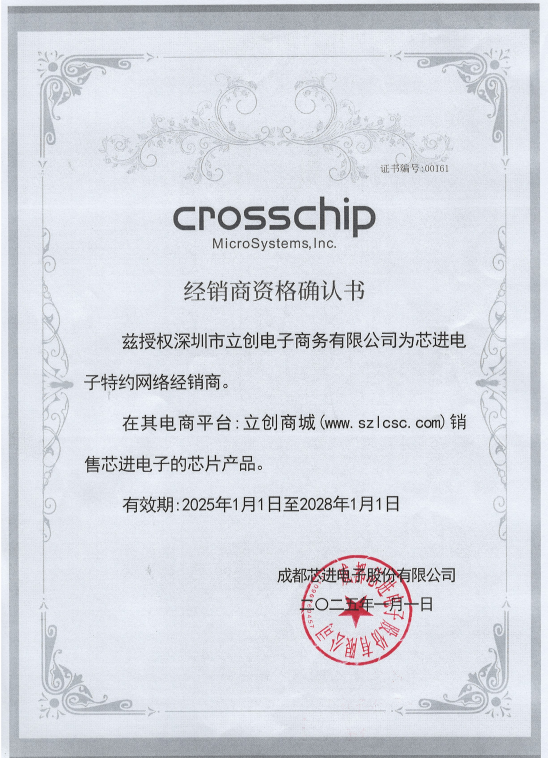 证书编号:00161
crosschip
MicroSystems,Inc.
经销商资格确认书
兹授权深圳市立创电子商务有限公司为芯进电
子特约网络经销商。
在其电商平台:立创商城(www.szlcsc.com)销
售芯进电子的芯片产品。
有效期:2025年1月1日至2028年1月1日
成都芯进电子股份有限公司
二〇二五年一月一日
成都芯进电子股份有限公司